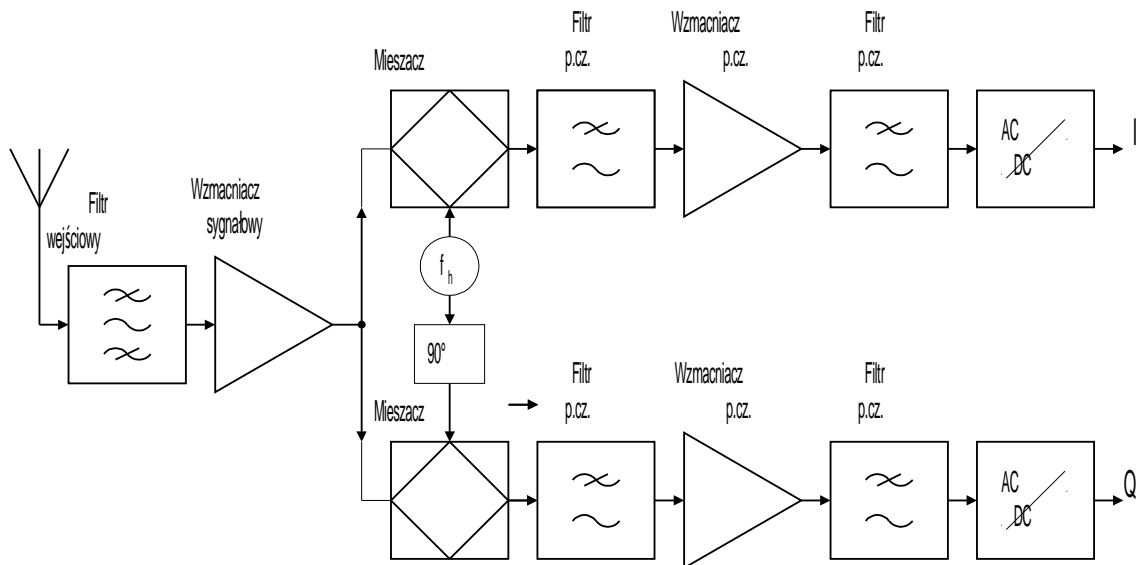 Filtr
p.cz.
Wzmacniacz
p.cz.
Filtr
p.cz.
Mieszacz
AC
DC
I
Filtr
wejściowy
Wzmacniacz
sygnałowy
f h
90°
Mieszacz
Filtr
p.cz.
Wzmacniacz
p.cz.
Filtr
p.cz.
AC
DC
Q